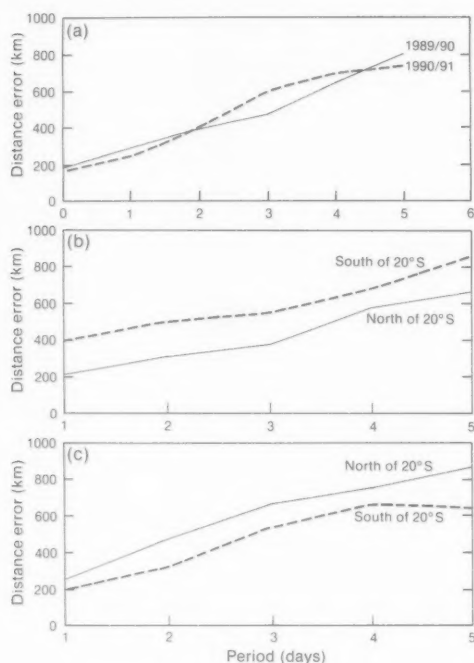 (a)
1989/90
1990/91
Distance error (km)
1000
800
600
400
200
0
0 1 2 3 4 5 6
(b)
South of 20°S
North of 20°S
Distance error (km)
1000
800
600
400
200
0
1 2 3 4 5
(c)
North of 20°S
South of 20°S
Distance error (km)
1000
800
600
400
200
0
1 2 3 4 5
Period (days)